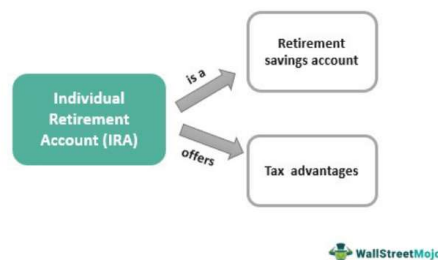 Retirement
savings account
is a
Individual
Retirement
Account (IRA)
offers
Tax advantages
WallStreetMojo